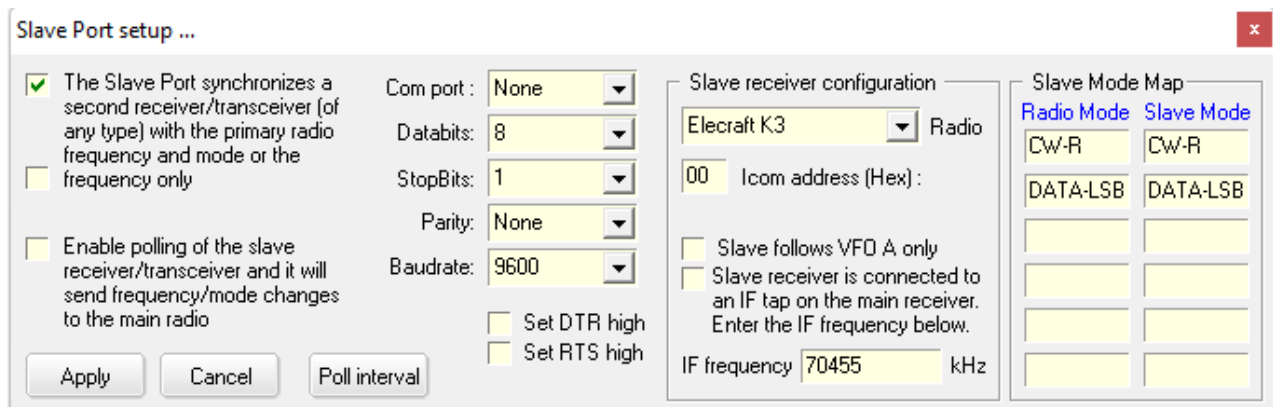 Slave Port setup ...
x
The Slave Port synchronizes a
second receiver/transceiver (of
any type) with the primary radio
frequency and mode or the
frequency only
Enable polling of the slave
receiver/transceiver and it will
send frequency/mode changes
to the main radio
Apply
Cancel
Poll interval
Com port : None
Databits: 8
StopBits: 1
Parity: None
Baudrate: 9600
Set DTR high
Set RTS high
Slave receiver configuration
Elecraft K3 Radio
00 Icom address (Hex) :
Slave follows VFO A only
Slave receiver is connected to
an IF tap on the main receiver.
Enter the IF frequency below.
IF frequency 70455 kHz
Slave Mode Map
Radio Mode Slave Mode
CW-R CW-R
DATA-LSB DATA-LSB